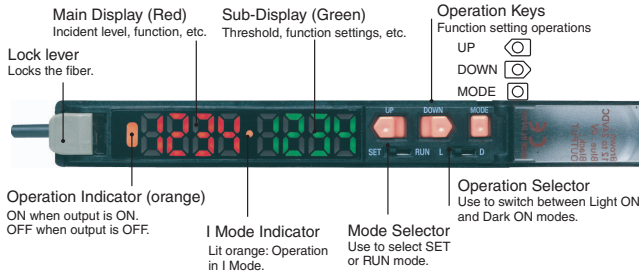 Main Display (Red)
Incident level, function, etc.
Sub-Display (Green)
Threshold, function settings, etc.
Operation Keys
Function setting operations
UP
DOWN
MODE
Lock lever
Locks the fiber.
1234
1234
UP
DOWN
MODE
SET
RUN
L
D
Operation Indicator (orange)
ON when output is ON.
OFF when output is OFF.
I Mode Indicator
Lit orange: Operation
in I Mode.
Mode Selector
Use to select SET
or RUN mode.
Operation Selector
Use to switch between Light ON
and Dark ON modes.